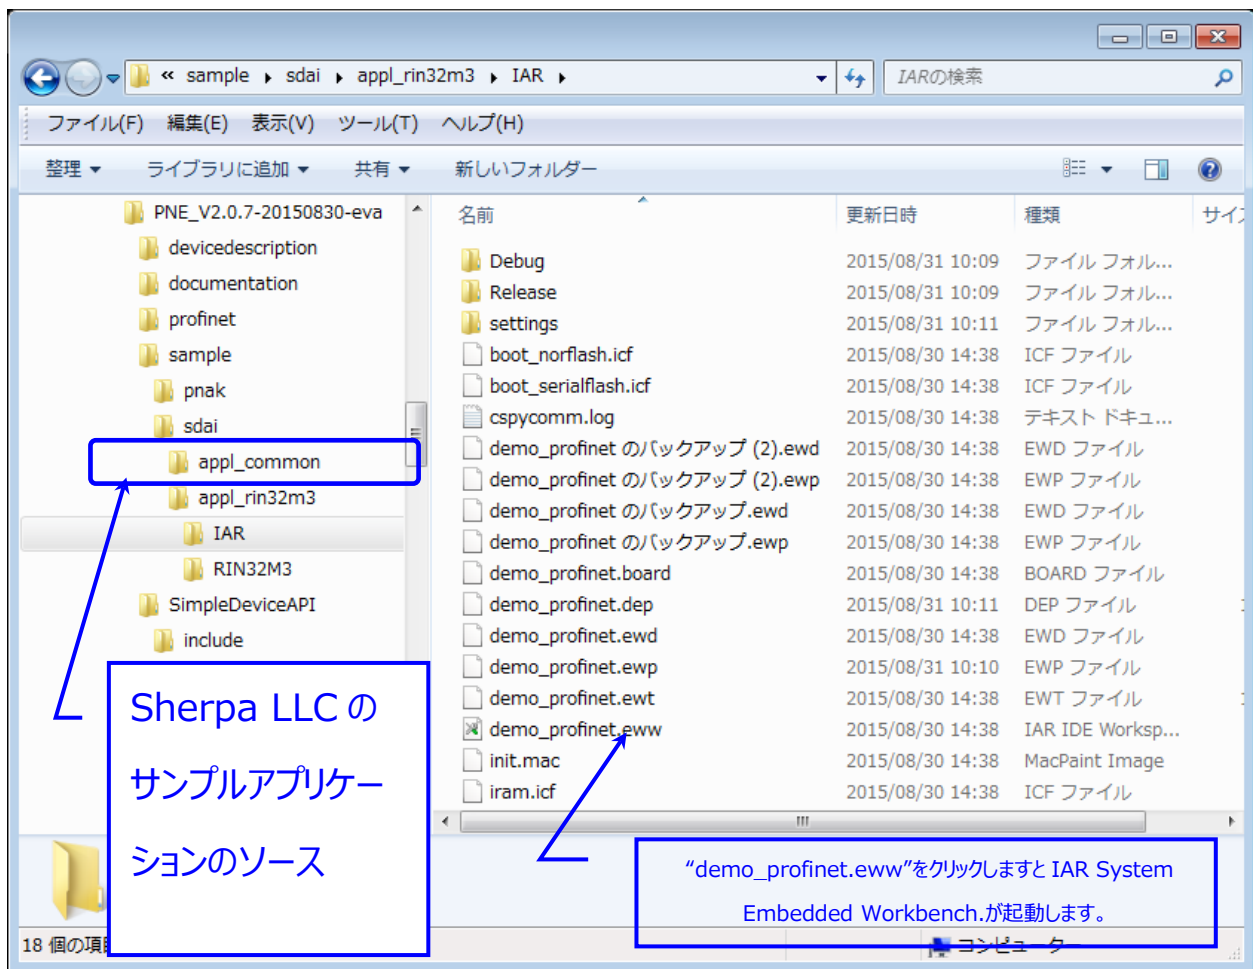 « sample ▸ sdai ▸ appl_rin32m3 ▸ IAR ▸
IARの検索
ファイル(F) 編集(E) 表示(V) ツール(T) ヘルプ(H)
整理 ▼ ライブラリに追加 ▼ 共有 ▼ 新しいフォルダー
PNE_V2.0.7-20150830-eva
devicedescription
documentation
profinet
sample
pnak
sdai
appl_common
appl_rin32m3
IAR
RIN32M3
SimpleDeviceAPI
include
名前 更新日時 種類 サイズ
Debug 2015/08/31 10:09 ファイル フォル...
Release 2015/08/31 10:09 ファイル フォル...
settings 2015/08/31 10:11 ファイル フォル...
boot_norflash.icf 2015/08/30 14:38 ICF ファイル
boot_serialflash.icf 2015/08/30 14:38 ICF ファイル
cspycomm.log 2015/08/30 14:38 テキスト ドキュ...
demo_profinet のバックアップ (2).ewd 2015/08/30 14:38 EWD ファイル
demo_profinet のバックアップ (2).ewp 2015/08/30 14:38 EWP ファイル
demo_profinet のバックアップ.ewd 2015/08/30 14:38 EWD ファイル
demo_profinet のバックアップ.ewp 2015/08/30 14:38 EWP ファイル
demo_profinet.board 2015/08/30 14:38 BOARD ファイル
demo_profinet.dep 2015/08/31 10:11 DEP ファイル
demo_profinet.ewd 2015/08/30 14:38 EWD ファイル
demo_profinet.ewp 2015/08/31 10:10 EWP ファイル
demo_profinet.ewt 2015/08/30 14:38 EWT ファイル
demo_profinet.eww 2015/08/30 14:38 IAR IDE Worksp...
init.mac 2015/08/30 14:38 MacPaint Image
iram.icf 2015/08/30 14:38 ICF ファイル
Sherpa LLC の
サンプルアプリケー
ションのソース
“demo_profinet.eww”をクリックしますと IAR System
Embedded Workbench.が起動します。
18 個の項目
コンピューター